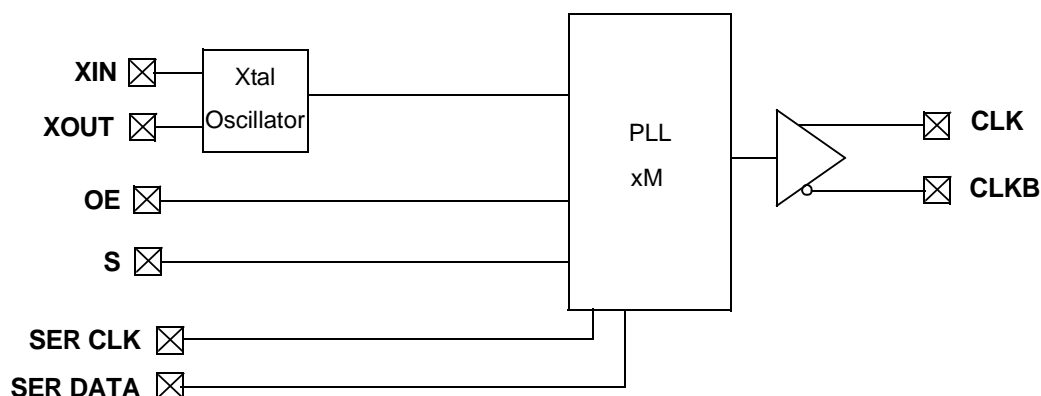 XIN
XOUT
Xtal
Oscillator
OE
S
SER CLK
SER DATA
PLL
xM
CLK
CLKB